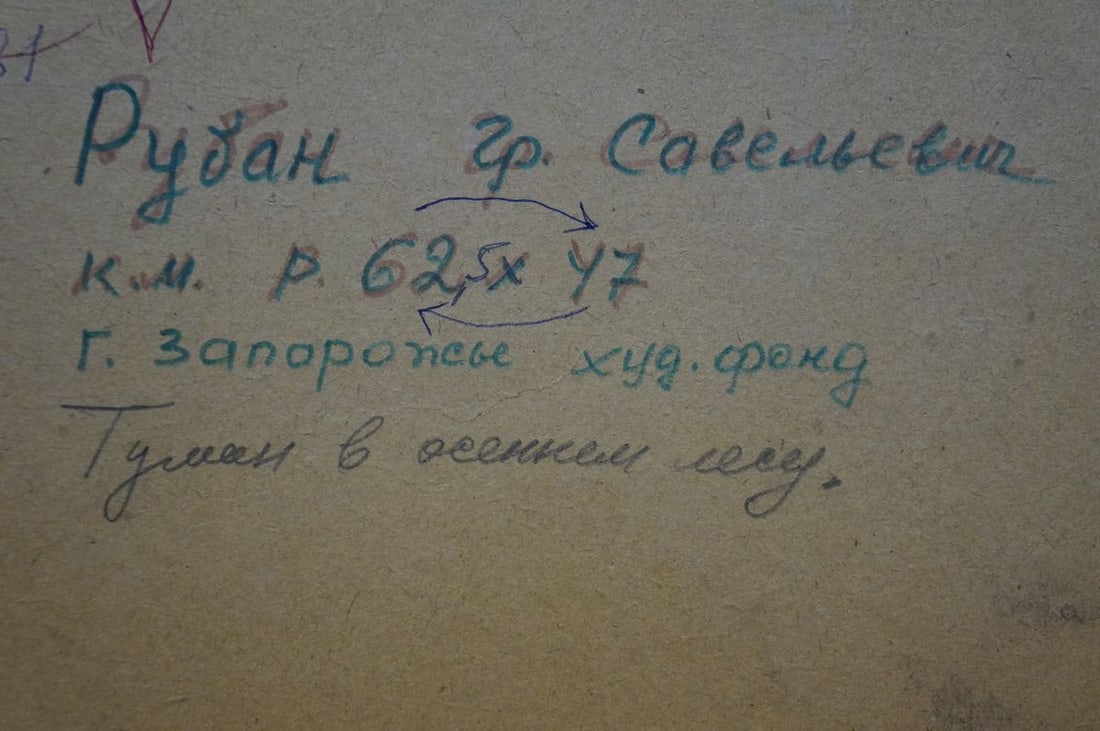 Рубан Гр. Савельевич
к.м. р. 62,5х 47
г. Запорожье худ. фонд
Туман в осеннем лесу.